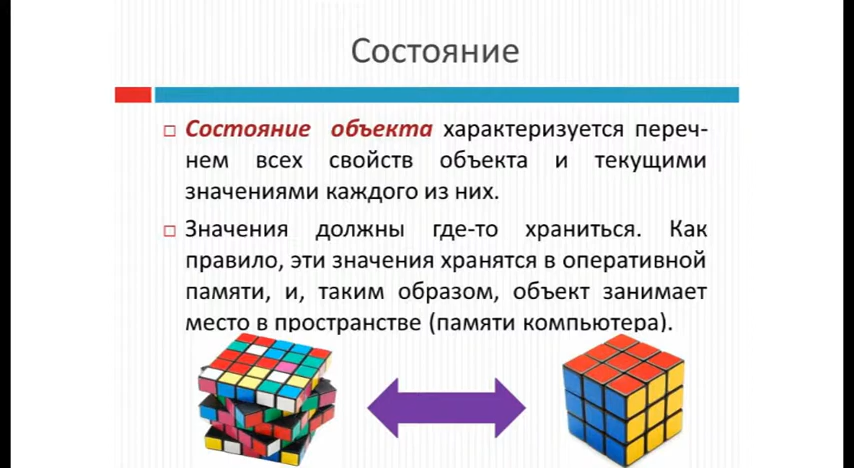 Состояние
Состояние объекта характеризуется переч-
нем всех свойств объекта и текущими
значениями каждого из них.
Значения должны где-то храниться. Как
правило, эти значения хранятся в оперативной
памяти, и, таким образом, объект занимает
место в пространстве (памяти компьютера).